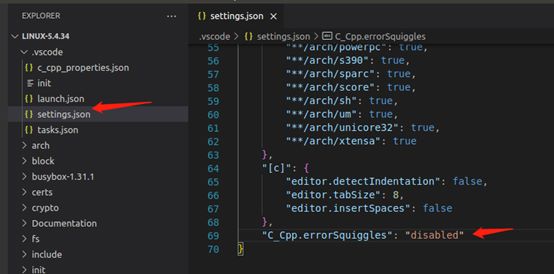 EXPLORER
LINUX-5.4.34
.vscode
{} c_cpp_properties.json
init
{} launch.json
{} settings.json
{} tasks.json
> arch
> block
> busybox-1.31.1
> certs
> crypto
> Documentation
> fs
> include
> init
{} settings.json ×
.vscode > {} settings.json > C_Cpp.errorSquiggles
55 "**/arch/powerpc": true,
56 "**/arch/s390": true,
57 "**/arch/sparc": true,
58 "**/arch/score": true,
59 "**/arch/sh": true,
60 "**/arch/um": true,
61 "**/arch/unicore32": true,
62 "**/arch/xtensa": true
63 },
64 "[c]": {
65 "editor.detectIndentation": false,
66 "editor.tabSize": 8,
67 "editor.insertSpaces": false
68 },
69 "C_Cpp.errorSquiggles": "disabled"
70 }